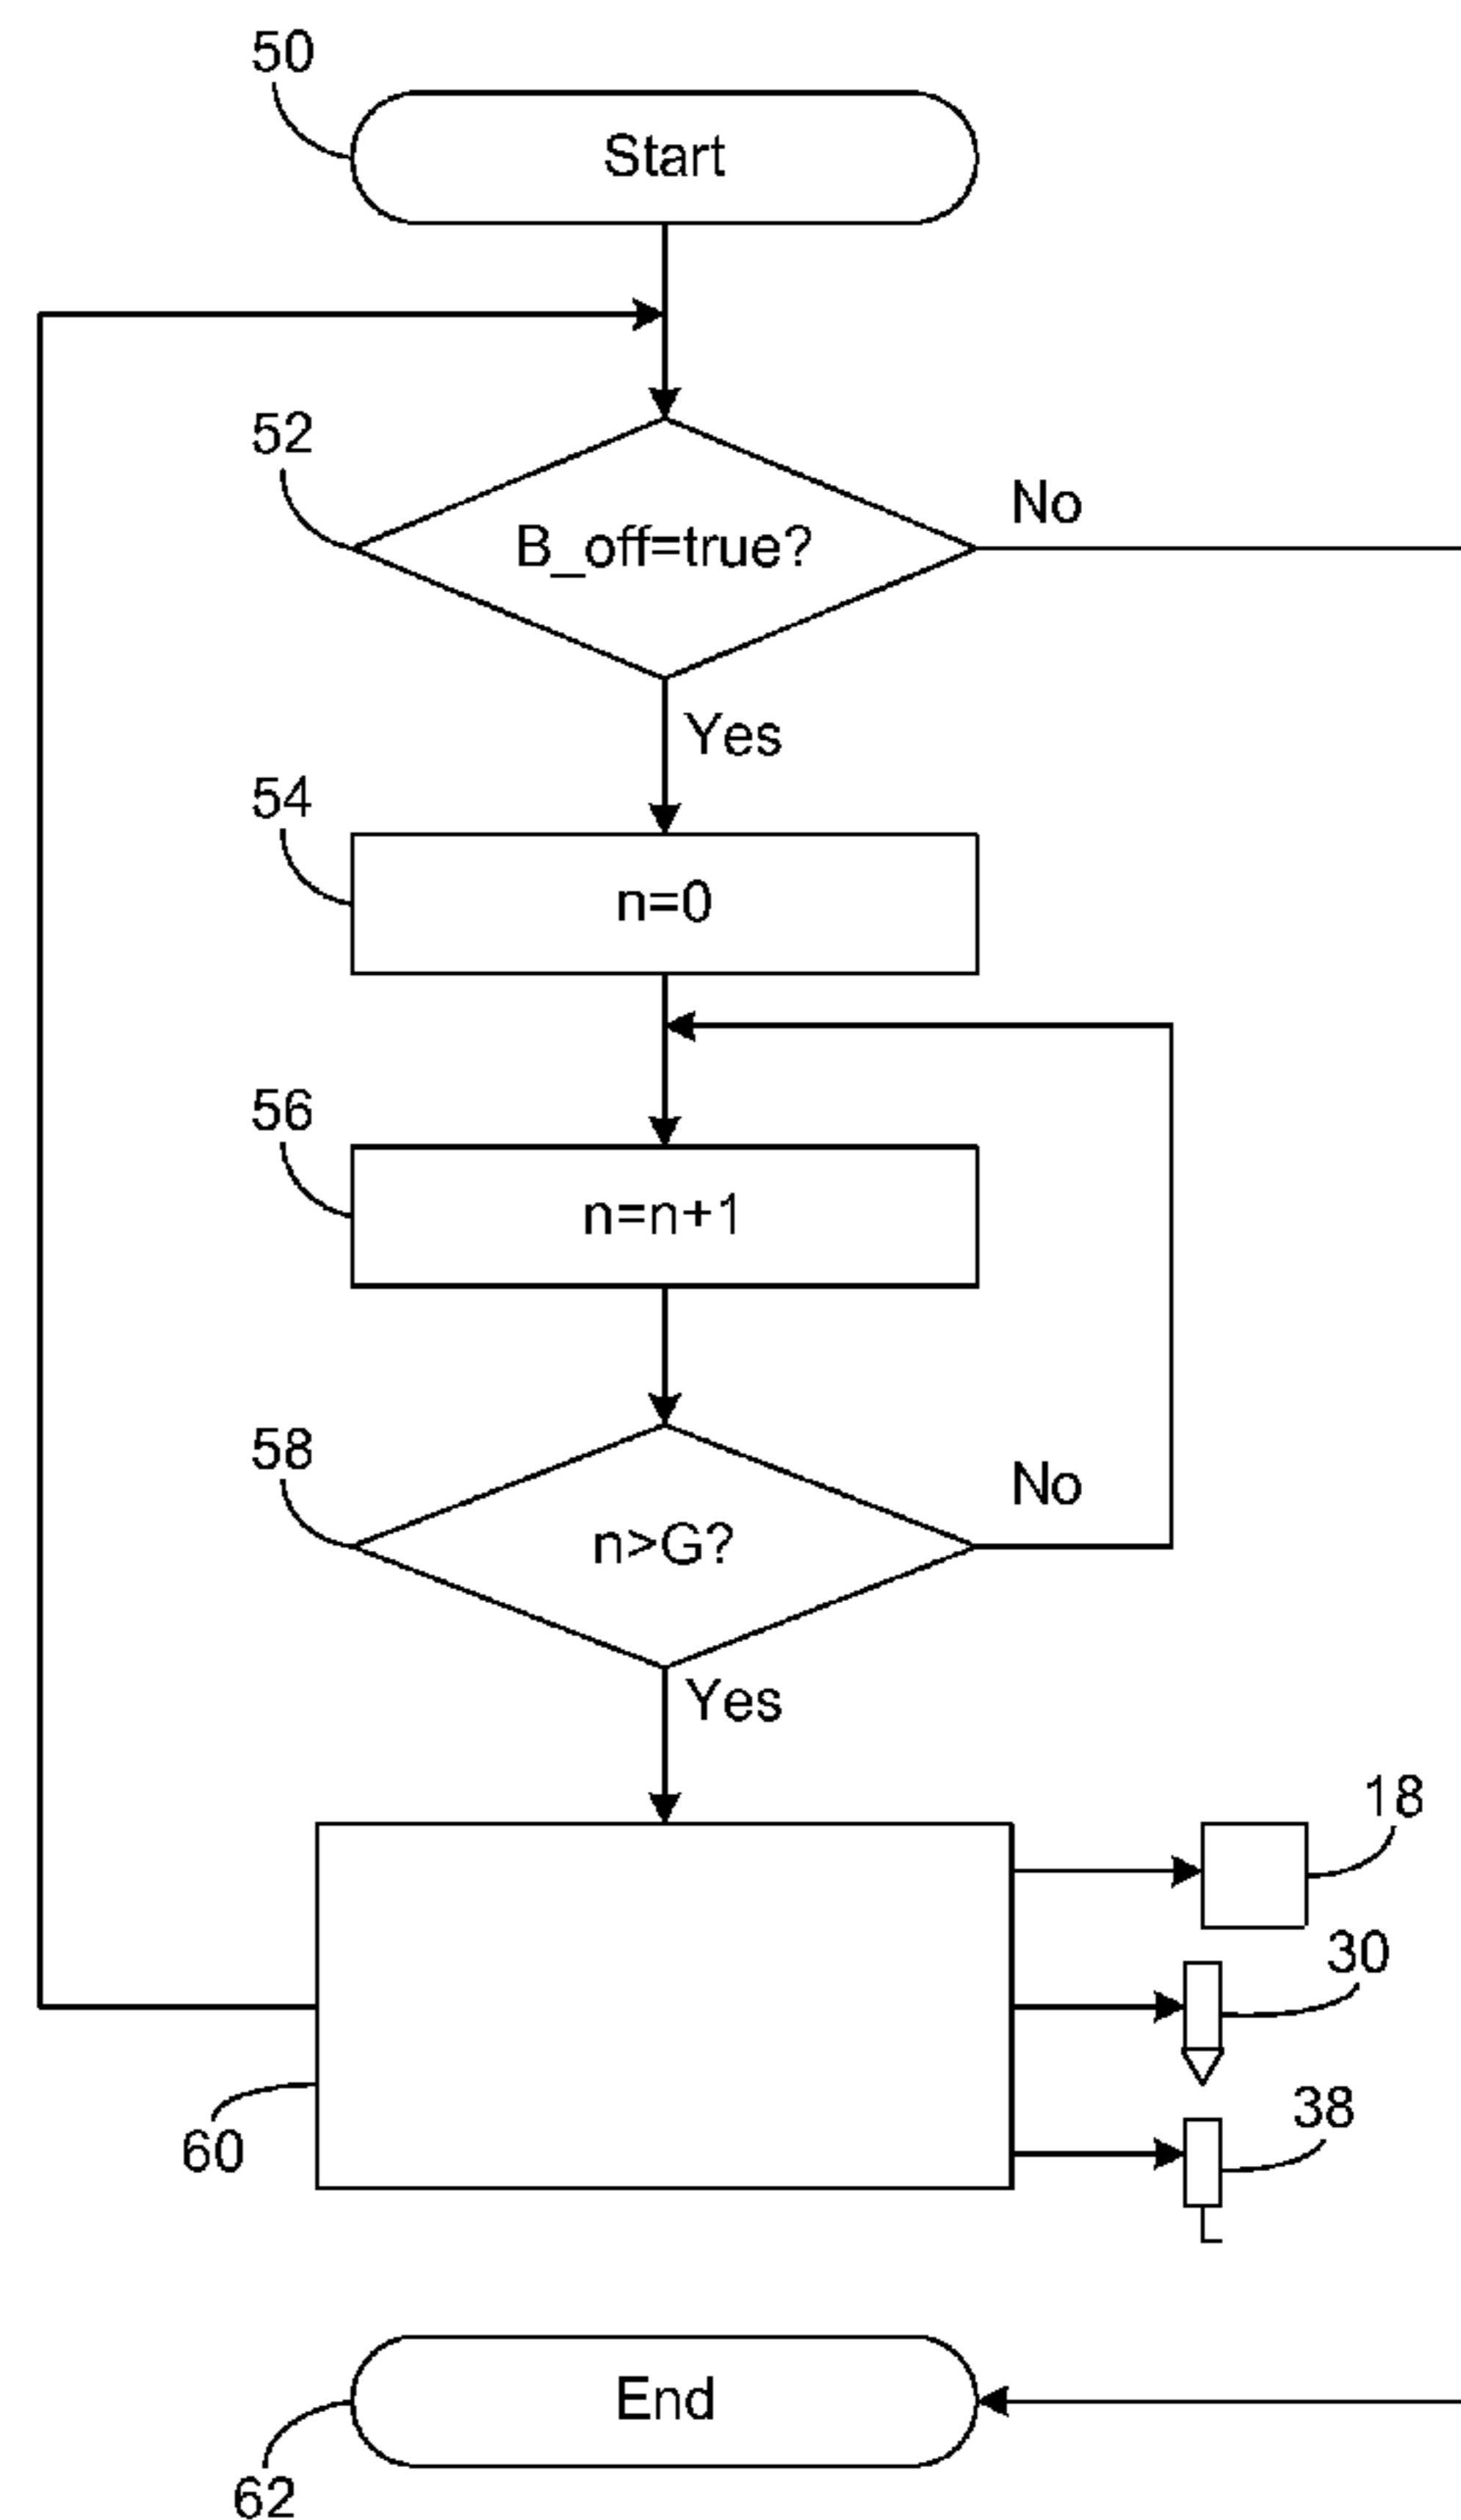 50
Start
52
B_off=true?
No
Yes
54
n=0
56
n=n+1
58
n>G?
No
Yes
18
30
38
60
End
62